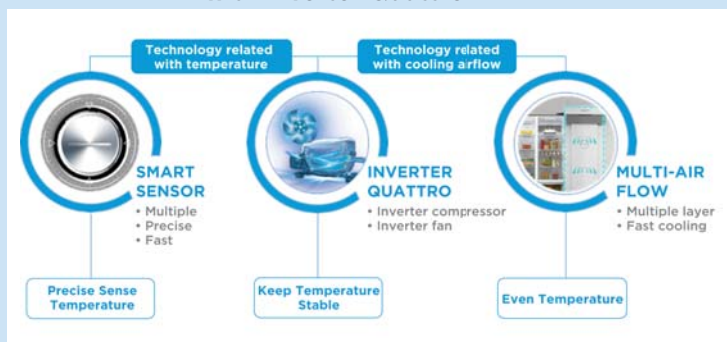 Technology related
with temperature
Technology related
with cooling airflow
SMART
SENSOR
• Multiple
• Precise
• Fast
INVERTER
QUATTRO
• Inverter compressor
• Inverter fan
MULTI-AIR
FLOW
• Multiple layer
• Fast cooling
Precise Sense
Temperature
Keep Temperature
Stable
Even Temperature